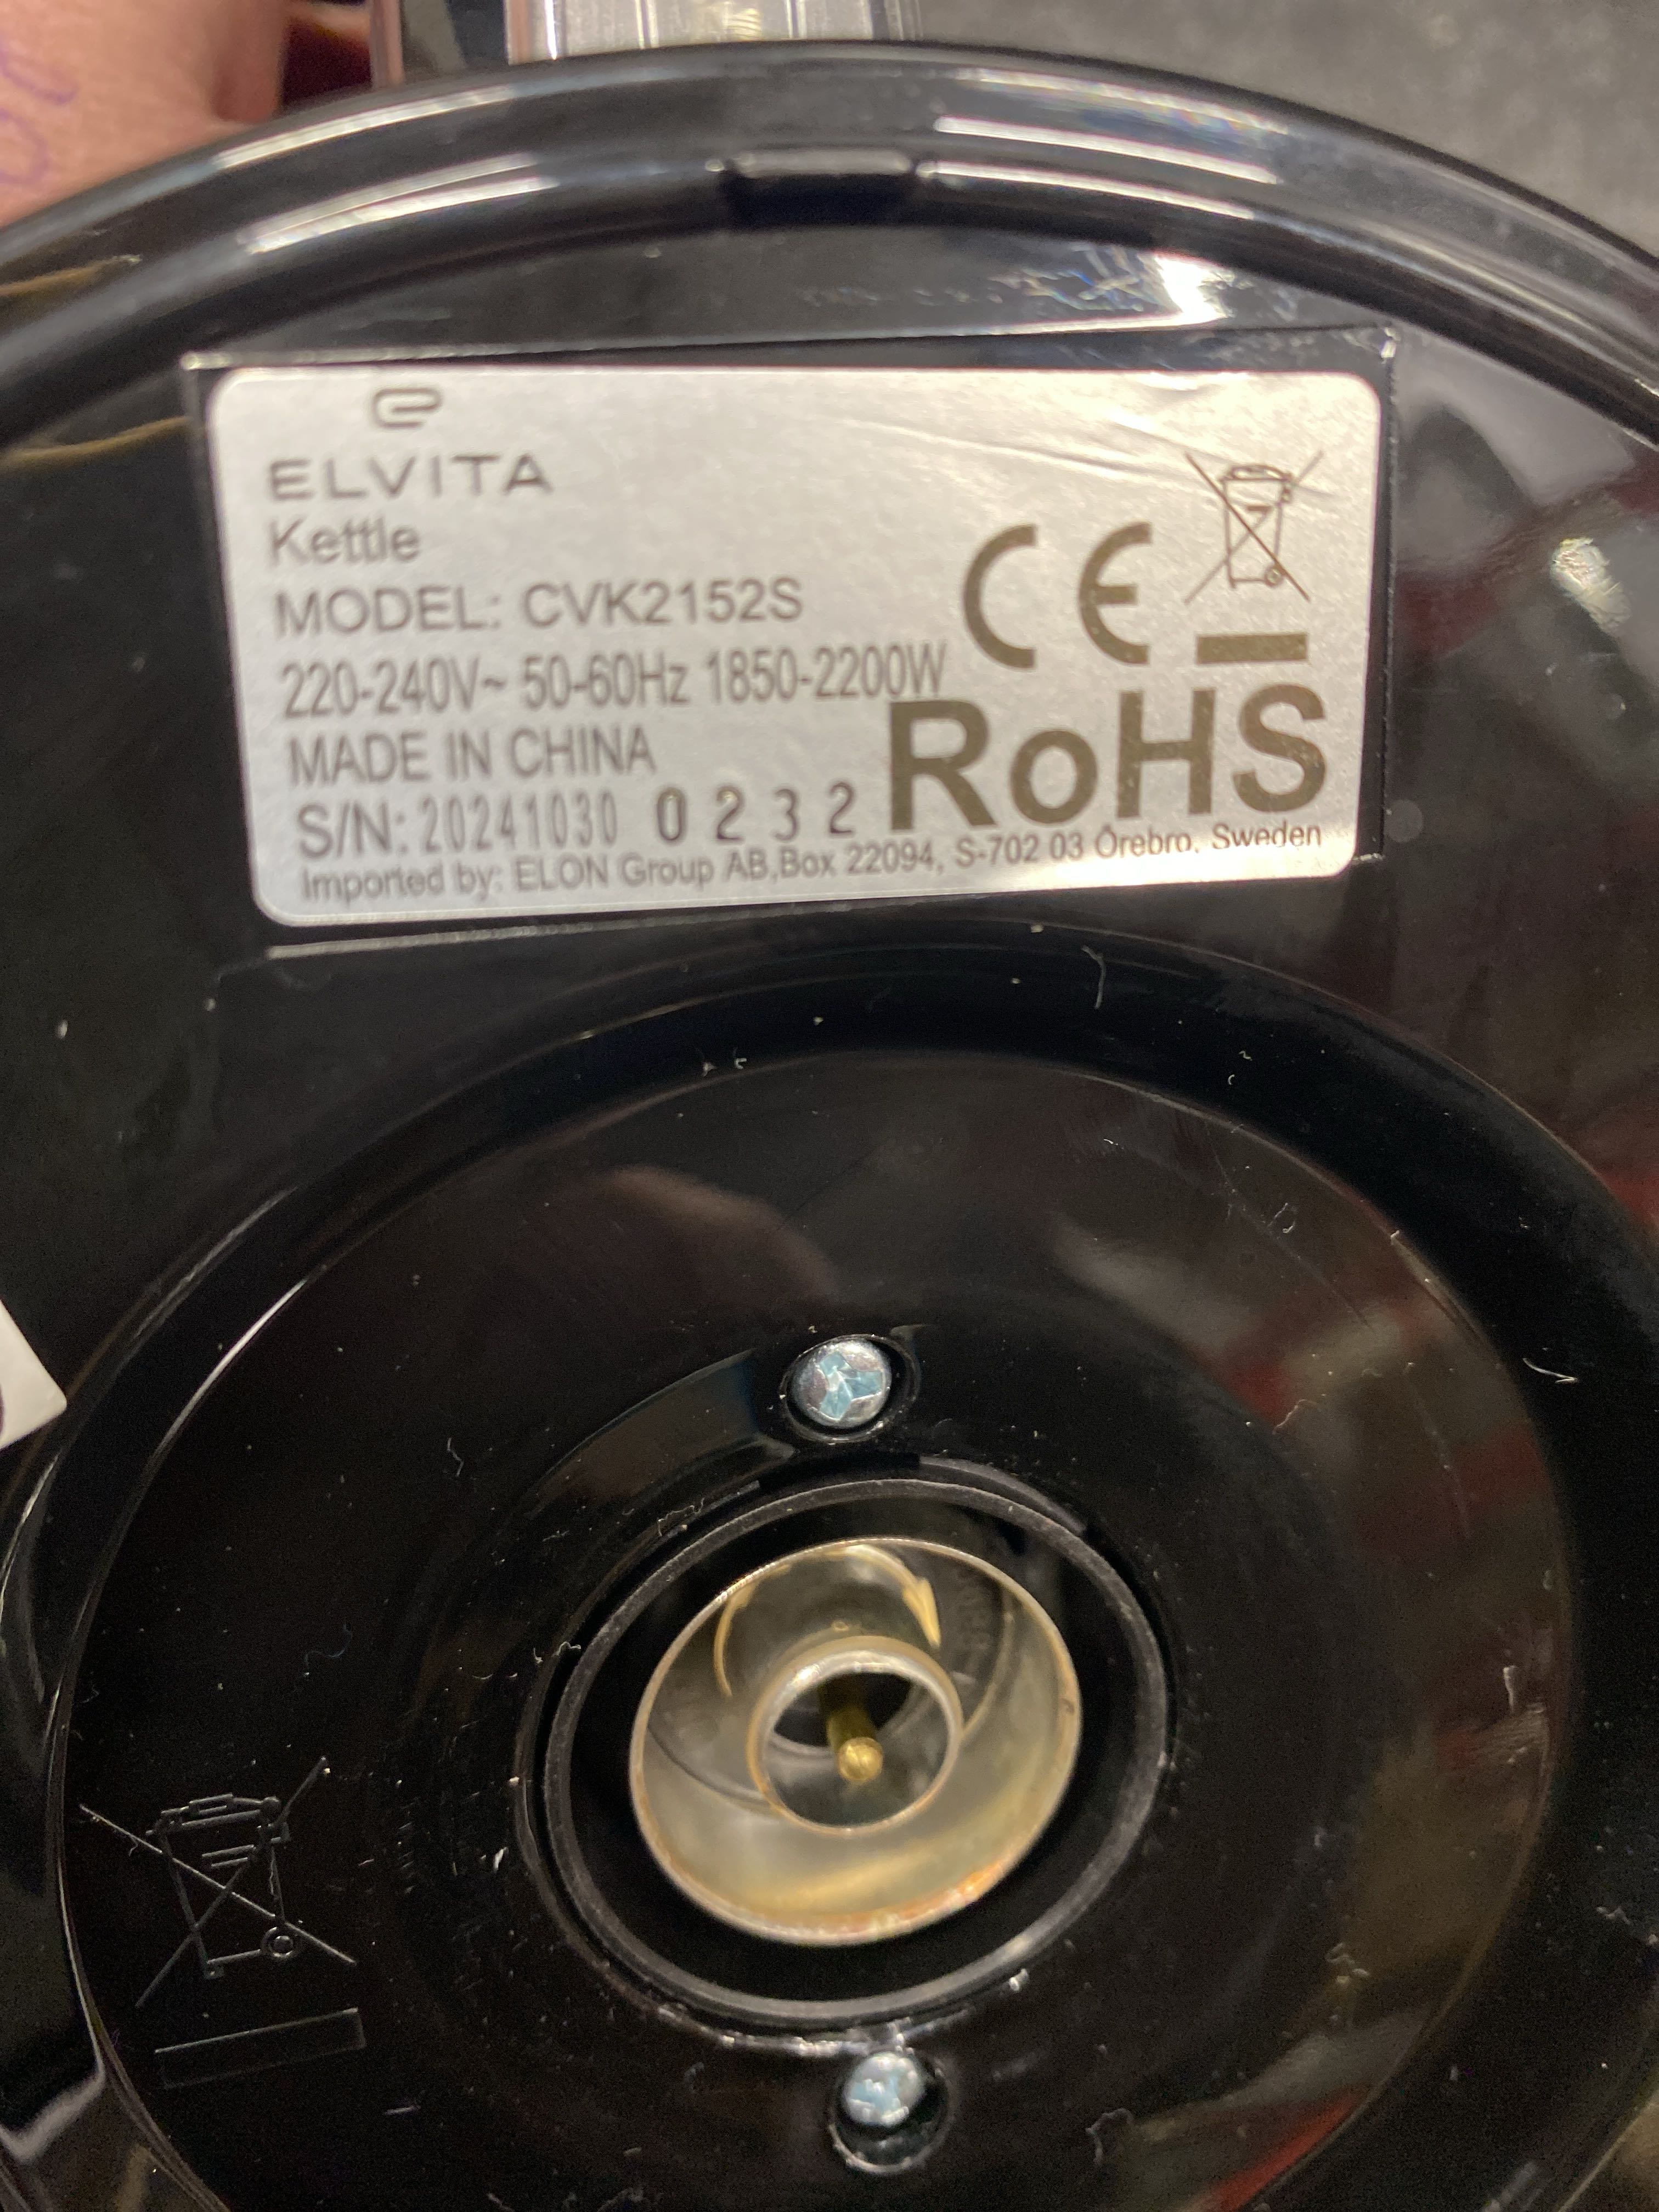 ELVITA
Kettle
MODEL: CVK2152S
220-240V~ 50-60Hz 1850-2200W
MADE IN CHINA
S/N: 20241030 0232
Imported by: ELON Group AB,Box 22094, S-702 03 Örebro, Sweden
CE
RoHS